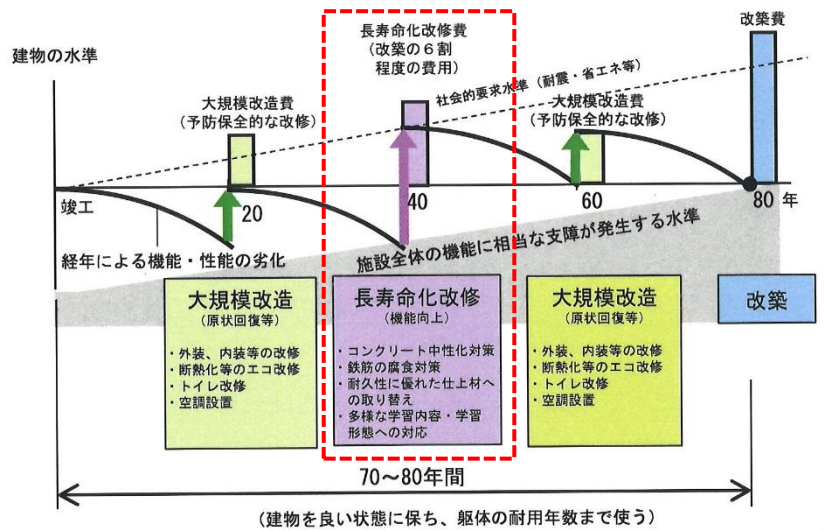 長寿命化改修費
（改築の６割
程度の費用）
改築費
建物の水準
社会的要求水準（耐震・省エネ等）
大規模改造費
（予防保全的な改修）
大規模改造費
（予防保全的な改修）
竣工
20
40
60
80 年
経年による機能・性能の劣化
施設全体の機能に相当な支障が発生する水準
大規模改造
（原状回復等）
・外装、内装等の改修
・断熱化等のエコ改修
・トイレ改修
・空調設置
長寿命化改修
（機能向上）
・コンクリート中性化対策
・鉄筋の腐食対策
・耐久性に優れた仕上材へ
の取り替え
・多様な学習内容・学習
形態への対応
大規模改造
（原状回復等）
・外装、内装等の改修
・断熱化等のエコ改修
・トイレ改修
・空調設置
改築
70～80年間
（建物を良い状態に保ち、躯体の耐用年数まで使う）